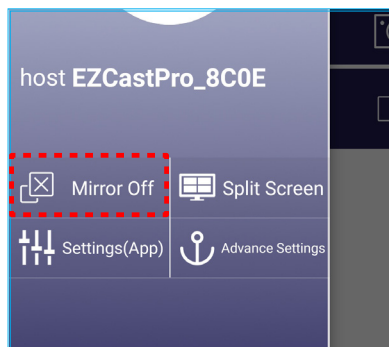 host EZCastPro_8C0E
Mirror Off
Split Screen
Settings(App)
Advance Settings